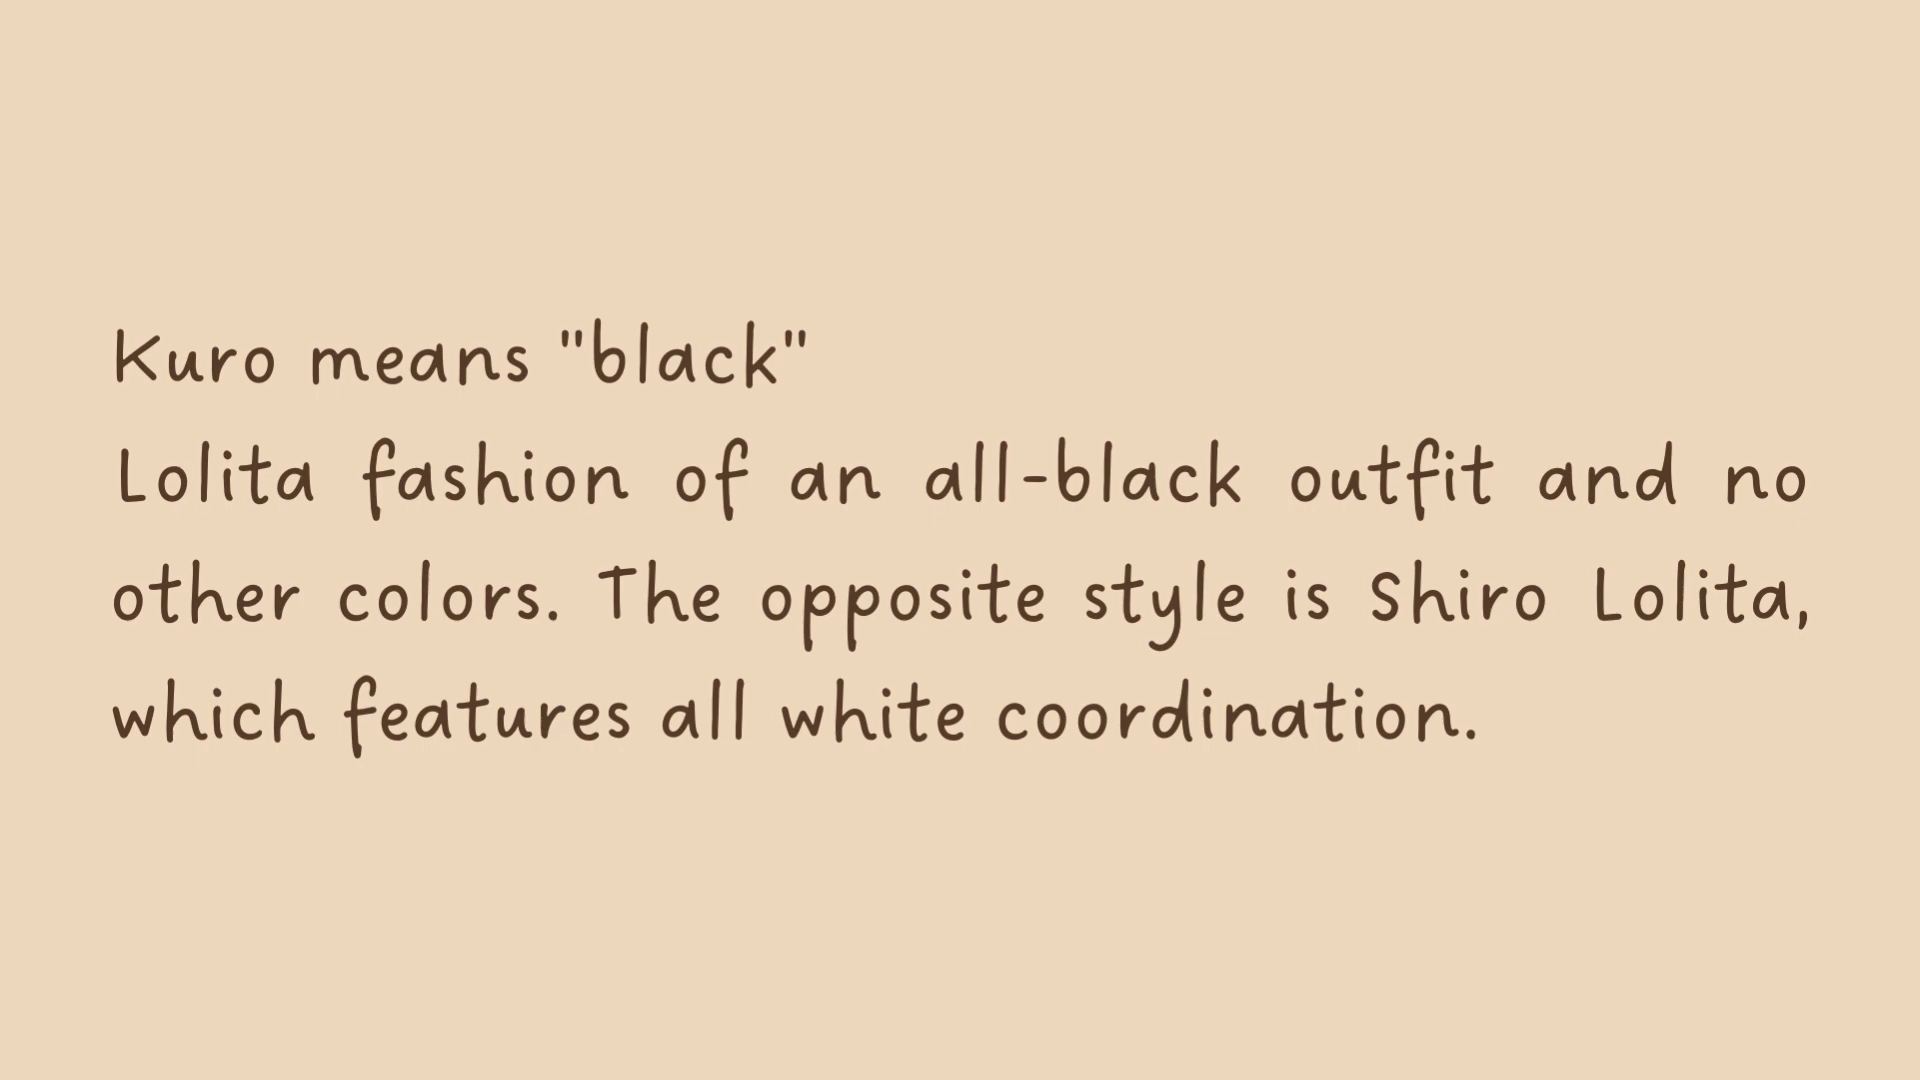 Kuro means "black"
Lolita fashion of an all-black outfit and no
other colors. The opposite style is Shiro Lolita,
which features all white coordination.